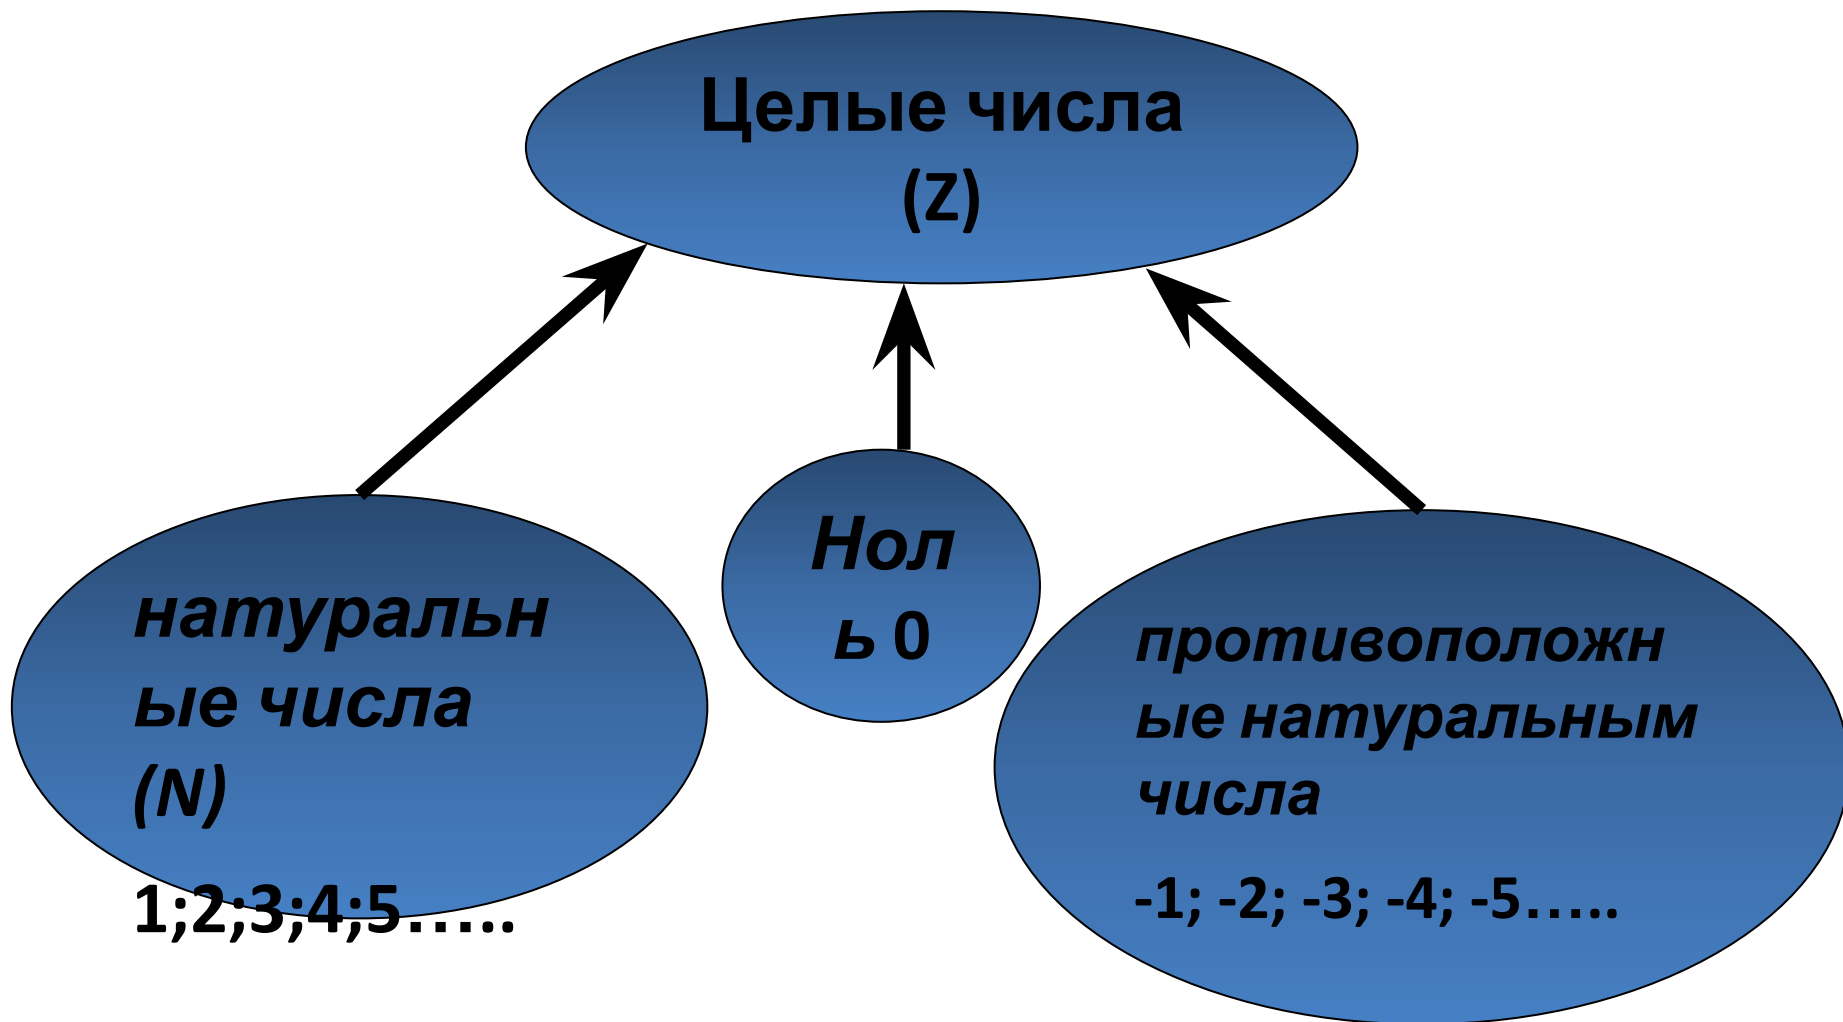 Целые числа
(Z)
Нол
ь 0
натуральн
ые числа
(N)
1;2;3;4;5…..
противоположн
ые натуральным
числа
-1; -2; -3; -4; -5…..